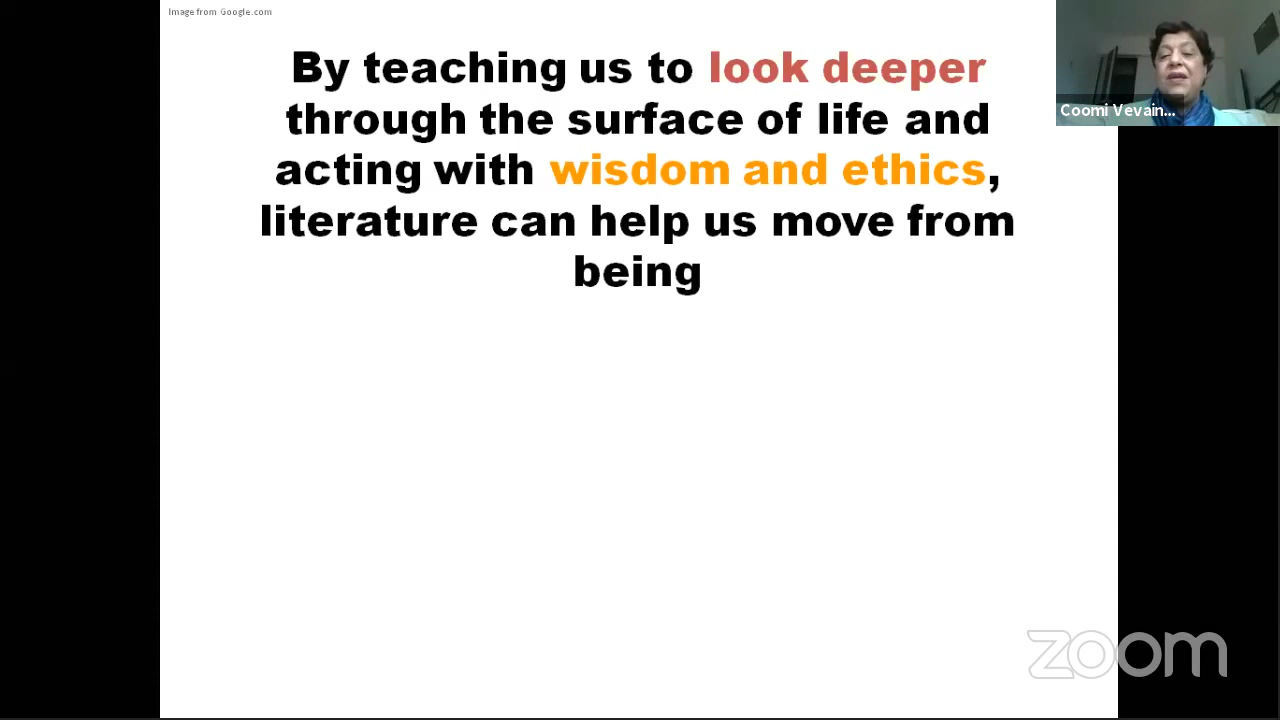 Image from Google.com
By teaching us to look deeper
through the surface of life and
acting with wisdom and ethics,
literature can help us move from
being
Coomi Vevain...
zoom